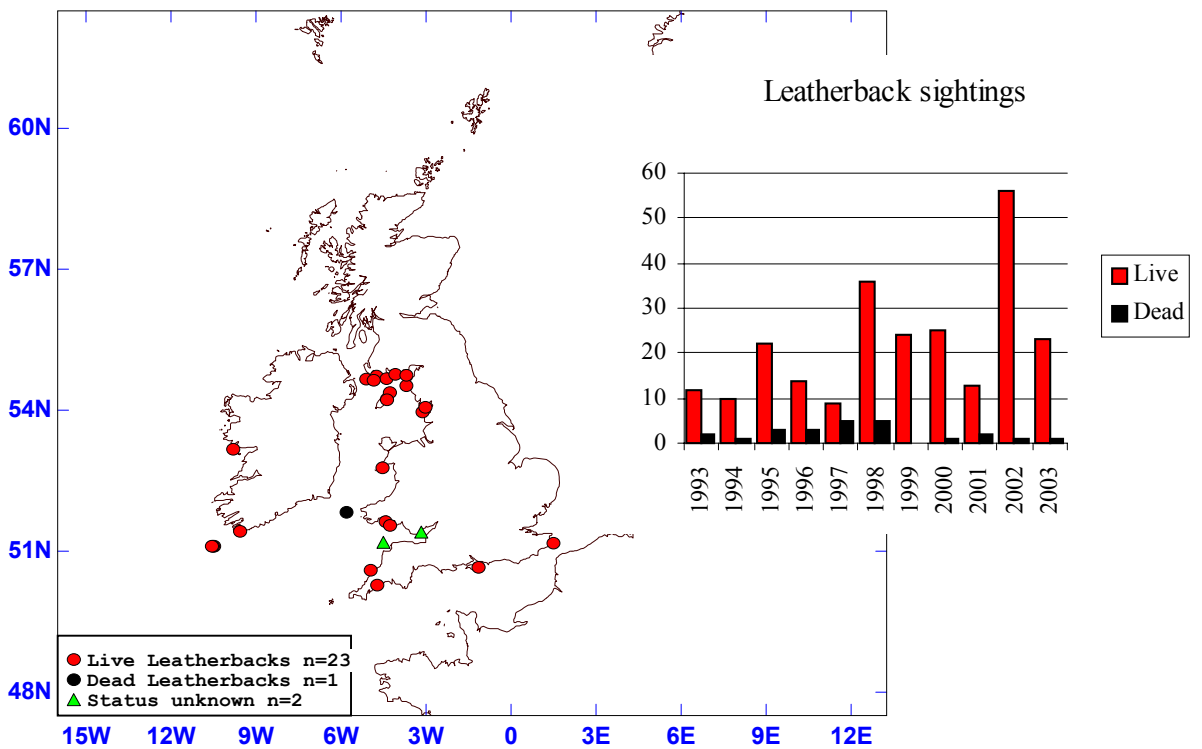 Leatherback sightings
60N
57N
54N
51N
48N
15W 12W 9W 6W 3W 0 3E 6E 9E 12E
Live Leatherbacks n=23
Dead Leatherbacks n=1
Status unknown n=2
60
50
40
30
20
10
0
1993 1994 1995 1996 1997 1998 1999 2000 2001 2002 2003
Live
Dead